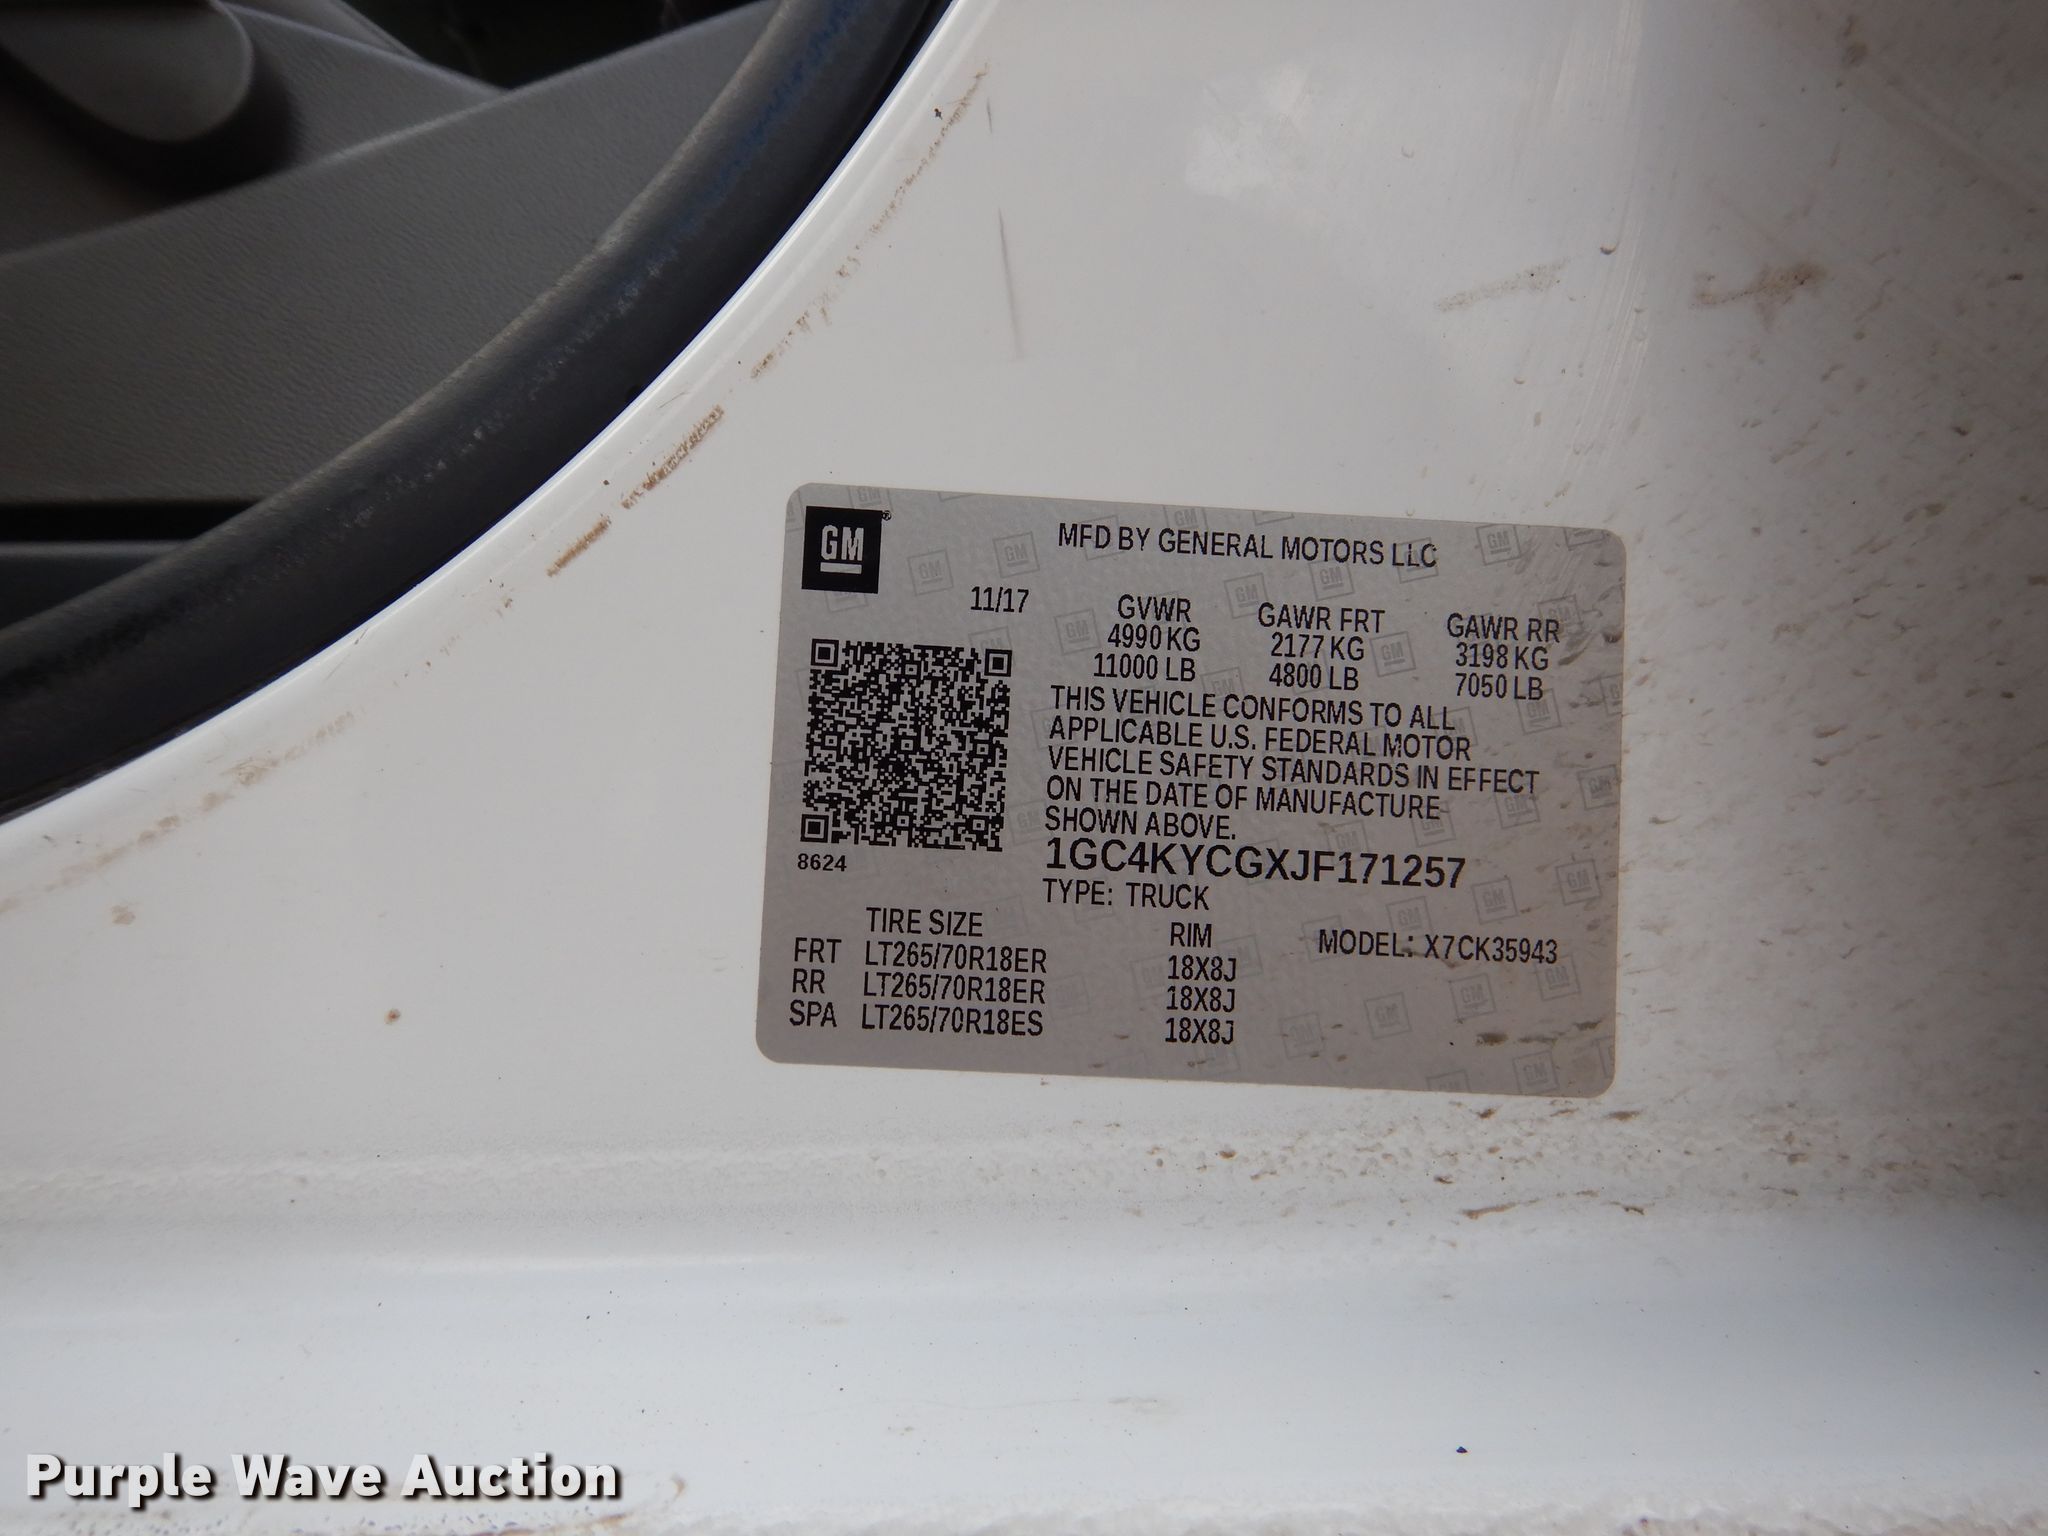 GM®
MFD BY GENERAL MOTORS LLC
11/17
GVWR GAWR FRT GAWR RR
4990 KG 2177 KG 3198 KG
11000 LB 4800 LB 7050 LB
THIS VEHICLE CONFORMS TO ALL
APPLICABLE U.S. FEDERAL MOTOR
VEHICLE SAFETY STANDARDS IN EFFECT
ON THE DATE OF MANUFACTURE
SHOWN ABOVE.
8624
1GC4KYCGXJF171257
TYPE: TRUCK
TIRE SIZE RIM MODEL: X7CK35943
FRT LT265/70R18ER 18X8J
RR LT265/70R18ER 18X8J
SPA LT265/70R18ES 18X8J
Purple Wave Auction